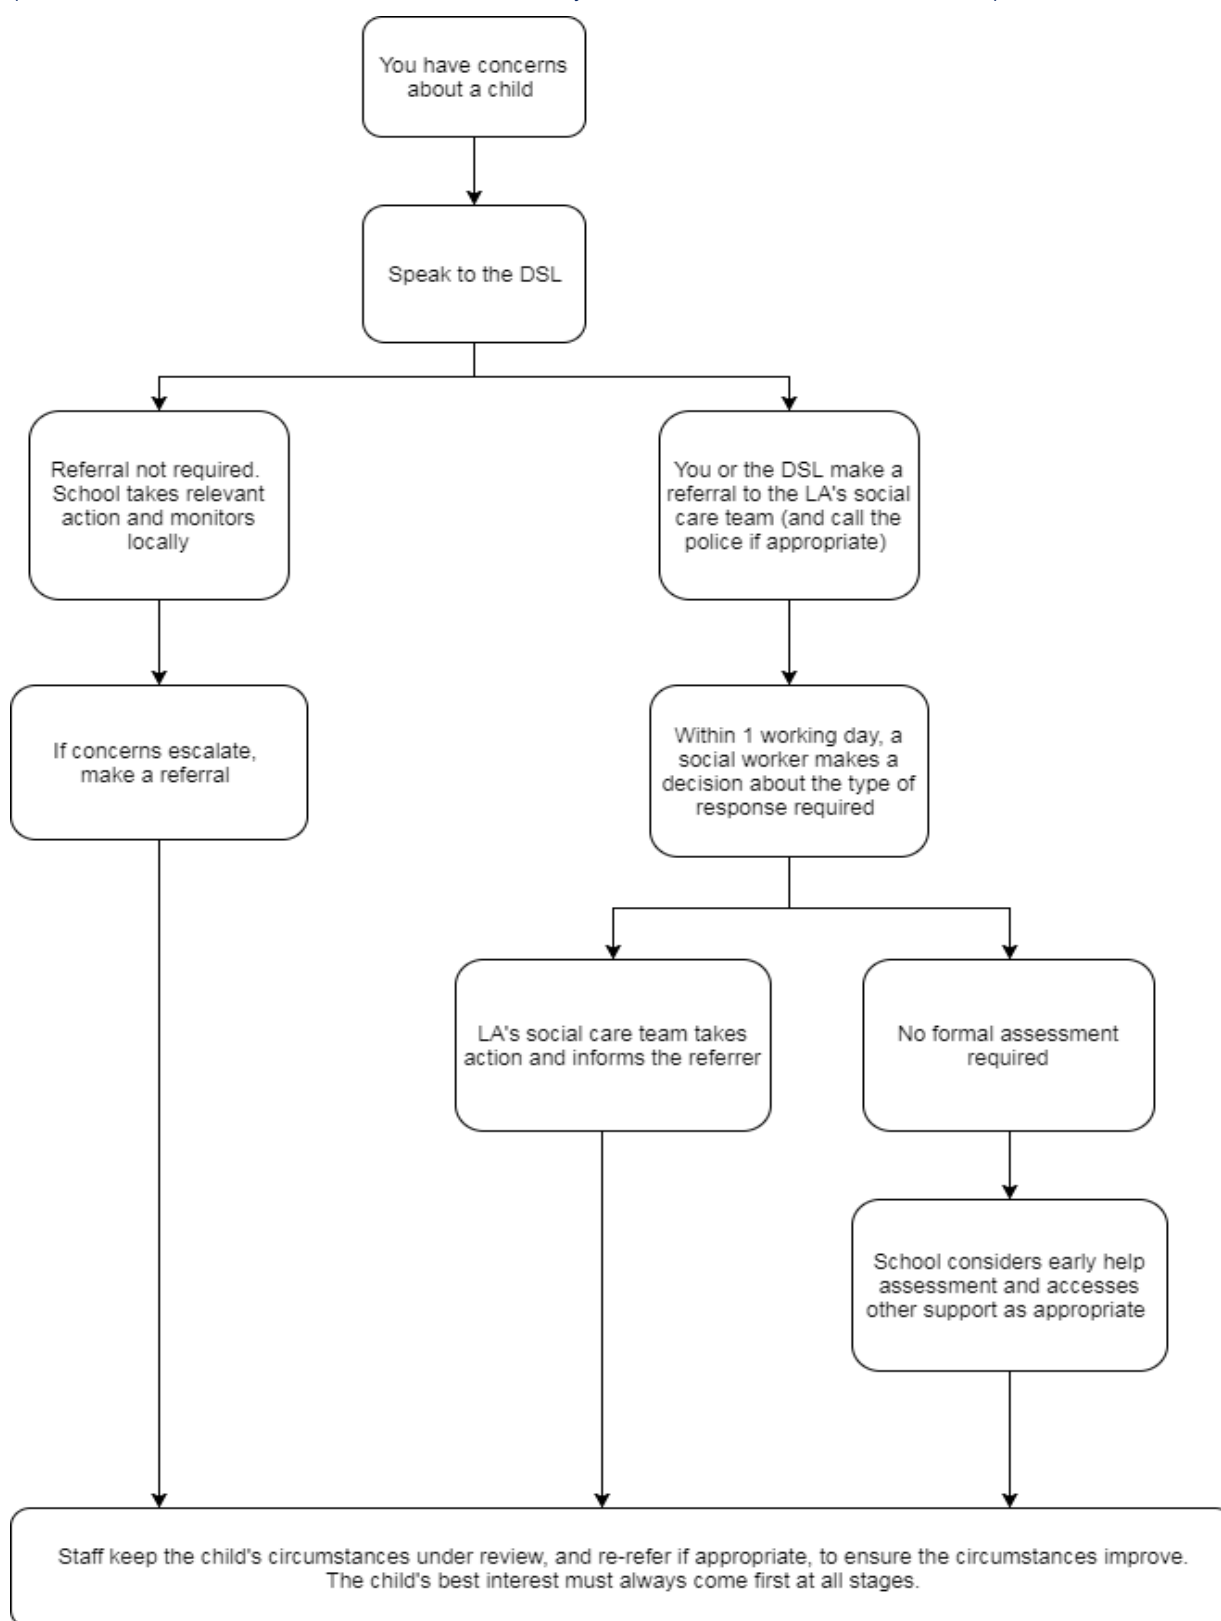 You have concerns
about a child
Speak to the DSL
Referral not required.
School takes relevant
action and monitors
locally
You or the DSL make a
referral to the LA's social
care team (and call the
police if appropriate)
If concerns escalate,
make a referral
Within 1 working day, a
social worker makes a
decision about the type of
response required
LA's social care team takes
action and informs the referrer
No formal assessment
required
School considers early help
assessment and accesses
other support as appropriate
Staff keep the child's circumstances under review, and re-refer if appropriate, to ensure the circumstances improve.
The child's best interest must always come first at all stages.